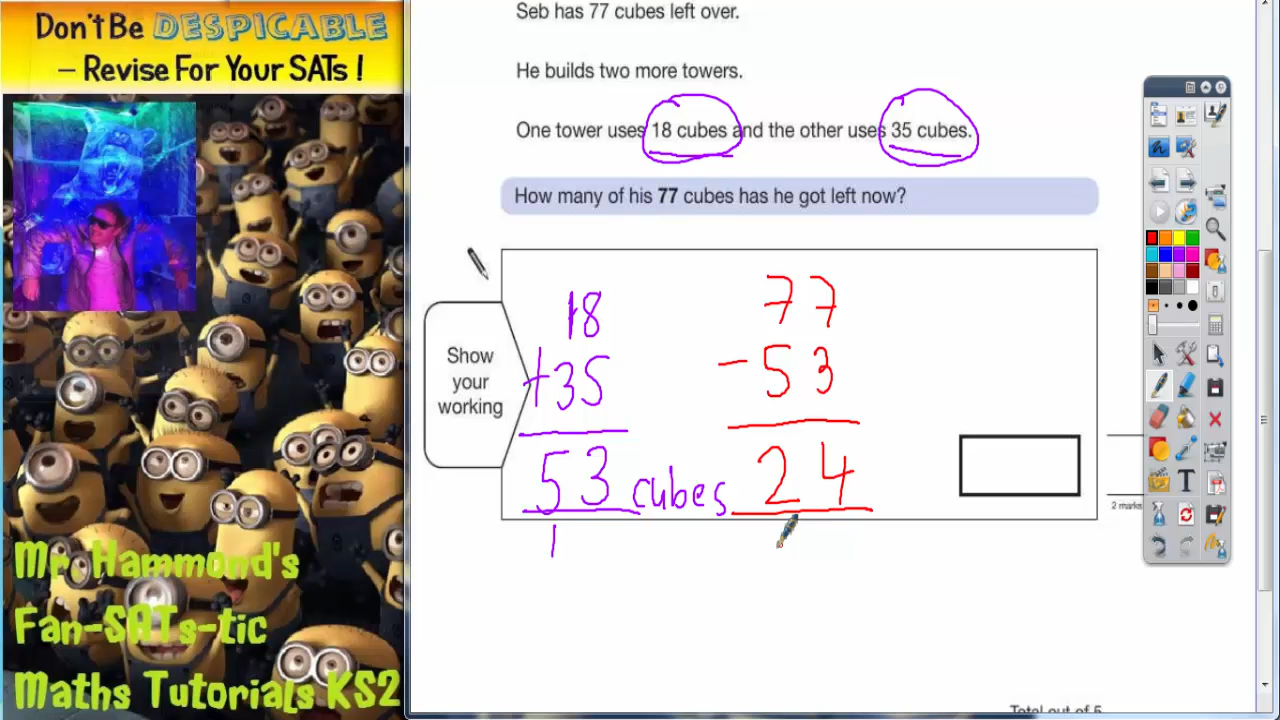 Don't Be DESPICABLE
– Revise For Your SATs !
Mr Hammond's
Fan-SATs-tic
Maths Tutorials KS2
Seb has 77 cubes left over.
He builds two more towers.
One tower uses 18 cubes and the other uses 35 cubes.
How many of his 77 cubes has he got left now?
Show
your
working
18
+35
53 cubes
1
77
-53
24
2 marks
Total out of 5